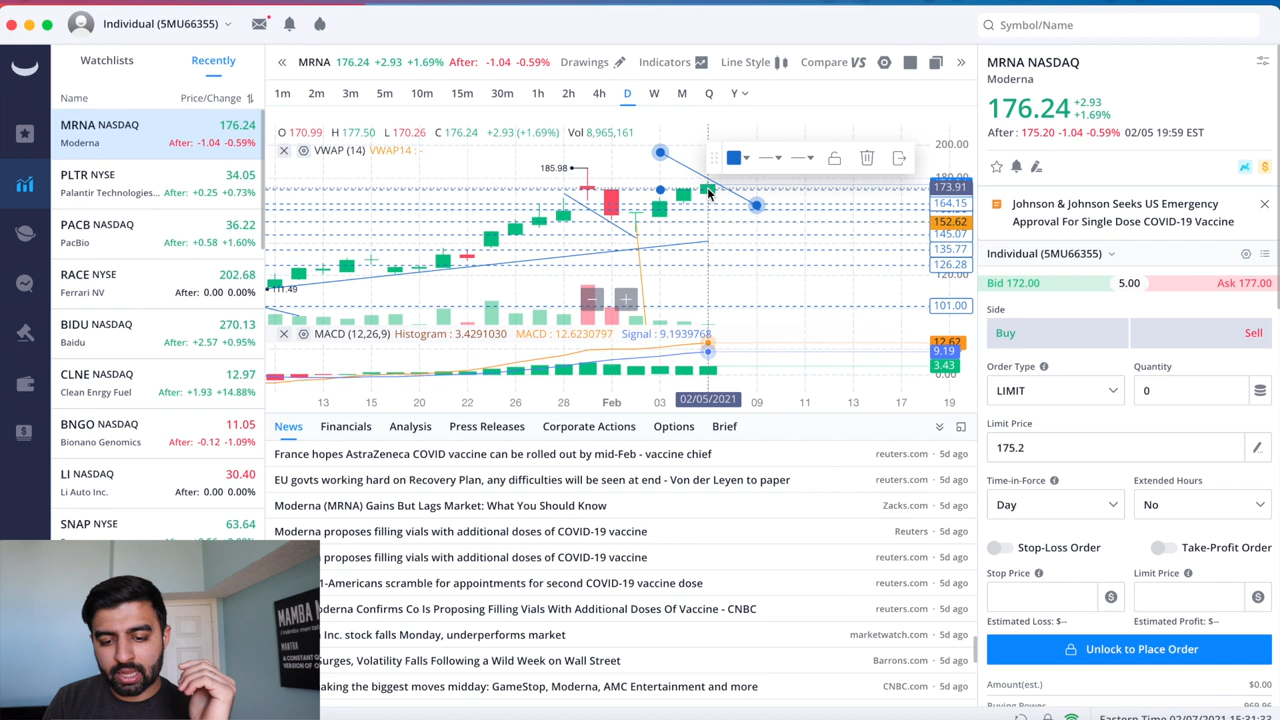 Individual (5MU66355)
Symbol/Name
Watchlists
Recently
Name
Price/Change
MRNA NASDAQ
176.24
Moderna
After: -1.04 -0.59%
PLTR NYSE
34.05
Palantir Technologies...
After: +0.25 +0.73%
PACB NASDAQ
36.22
PacBio
After: +0.58 +1.60%
RACE NYSE
202.68
Ferrari NV
After: 0.00 0.00%
BIDU NASDAQ
270.13
Baidu
After: +2.57 +0.95%
CLNE NASDAQ
12.97
Clean Enrgy Fuel
After: +1.93 +14.88%
BNGO NASDAQ
11.05
Bionano Genomics
After: -0.12 -1.09%
LI NASDAQ
30.40
Li Auto Inc.
After: 0.00 0.00%
SNAP NYSE
63.64
MRNA 176.24 +2.93 +1.69% After: -1.04 -0.59%
Drawings
Indicators
Line Style
Compare VS
1m 2m 3m 5m 10m 15m 30m 1h 2h 4h D W M Q Y
O 170.99 H 177.50 L 170.26 C 176.24 +2.93 (+1.69%) Vol 8,965,161
VWAP (14) VWAP14 : -
185.98
111.49
200.00
173.91
164.15
152.62
145.07
135.77
126.28
120.00
101.00
MACD (12,26,9) Histogram : 3.4291030 MACD : 12.6230797 Signal : 9.1939768
12.62
9.19
3.43
0.00
13 15 20 22 26 28 Feb 03 02/05/2021 09 11 13 17 19
News Financials Analysis Press Releases Corporate Actions Options Brief
France hopes AstraZeneca COVID vaccine can be rolled out by mid-Feb - vaccine chief
reuters.com · 5d ago
EU govts working hard on Recovery Plan, any difficulties will be seen at end - Von der Leyen to paper
reuters.com · 5d ago
Moderna (MRNA) Gains But Lags Market: What You Should Know
Zacks.com · 5d ago
Moderna proposes filling vials with additional doses of COVID-19 vaccine
Reuters · 5d ago
proposes filling vials with additional doses of COVID-19 vaccine
reuters.com · 5d ago
1-Americans scramble for appointments for second COVID-19 vaccine dose
reuters.com · 5d ago
Confirms Co Is Proposing Filling Vials With Additional Doses Of Vaccine - CNBC
reuters.com · 5d ago
Inc. stock falls Monday, underperforms market
marketwatch.com · 5d ago
Volatility Falls Following a Wild Week on Wall Street
Barrons.com · 5d ago
the biggest moves midday: GameStop, Moderna, AMC Entertainment and more
CNBC.com · 5d ago
MAMBA
MRNA NASDAQ
Moderna
176.24 +2.93
+1.69%
After : 175.20 -1.04 -0.59% 02/05 19:59 EST
Johnson & Johnson Seeks US Emergency
Approval For Single Dose COVID-19 Vaccine
Individual (5MU66355)
Bid 172.00
5.00
Ask 177.00
Side
Buy
Sell
Order Type
Quantity
LIMIT
0
Limit Price
175.2
Time-in-Force
Extended Hours
Day
No
Stop-Loss Order
Take-Profit Order
Stop Price
Limit Price
Estimated Loss: $--
Estimated Profit: $--
Unlock to Place Order
Amount(est.)
$0.00